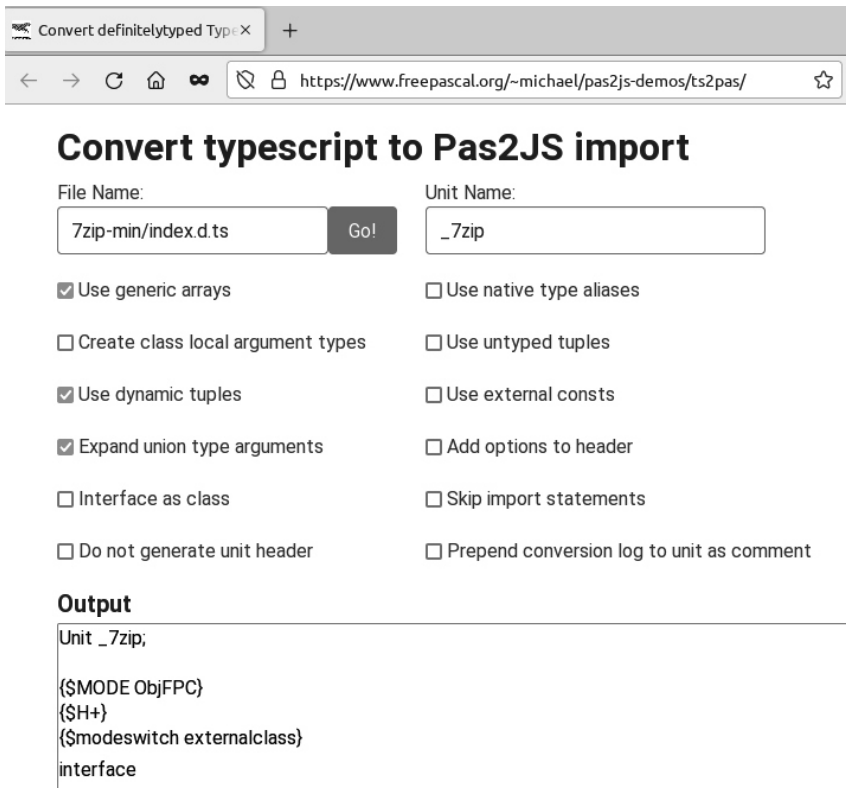 Convert definitelytyped Type
https://www.freepascal.org/~michael/pas2js-demos/ts2pas/
Convert typescript to Pas2JS import
File Name: Unit Name:
7zip-min/index.d.ts Go! _7zip
Use generic arrays Use native type aliases
Create class local argument types Use untyped tuples
Use dynamic tuples Use external consts
Expand union type arguments Add options to header
Interface as class Skip import statements
Do not generate unit header Prepend conversion log to unit as comment
Output
Unit _7zip;
{$MODE ObjFPC}
{$H+}
{$modeswitch externalclass}
interface